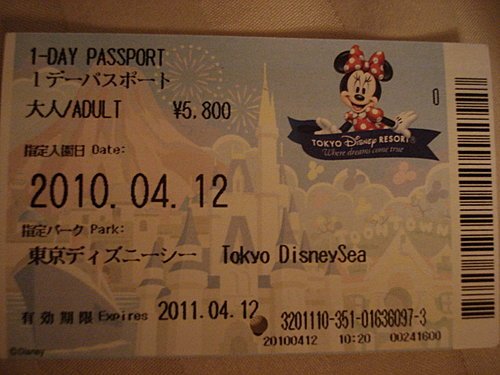 1-DAY PASSPORT
1デーパスポート
大人/ADULT ¥5,800
TOKYO Disney RESORT®
Where dreams come true
指定入園日 Date:
2010.04.12
TOONTOWN
指定パーク Park:
東京ディズニーシー Tokyo DisneySea
有効期限 Expires 2011.04.12
3201110-351-01636097-3
20100412 10:20 00241600
©Disney